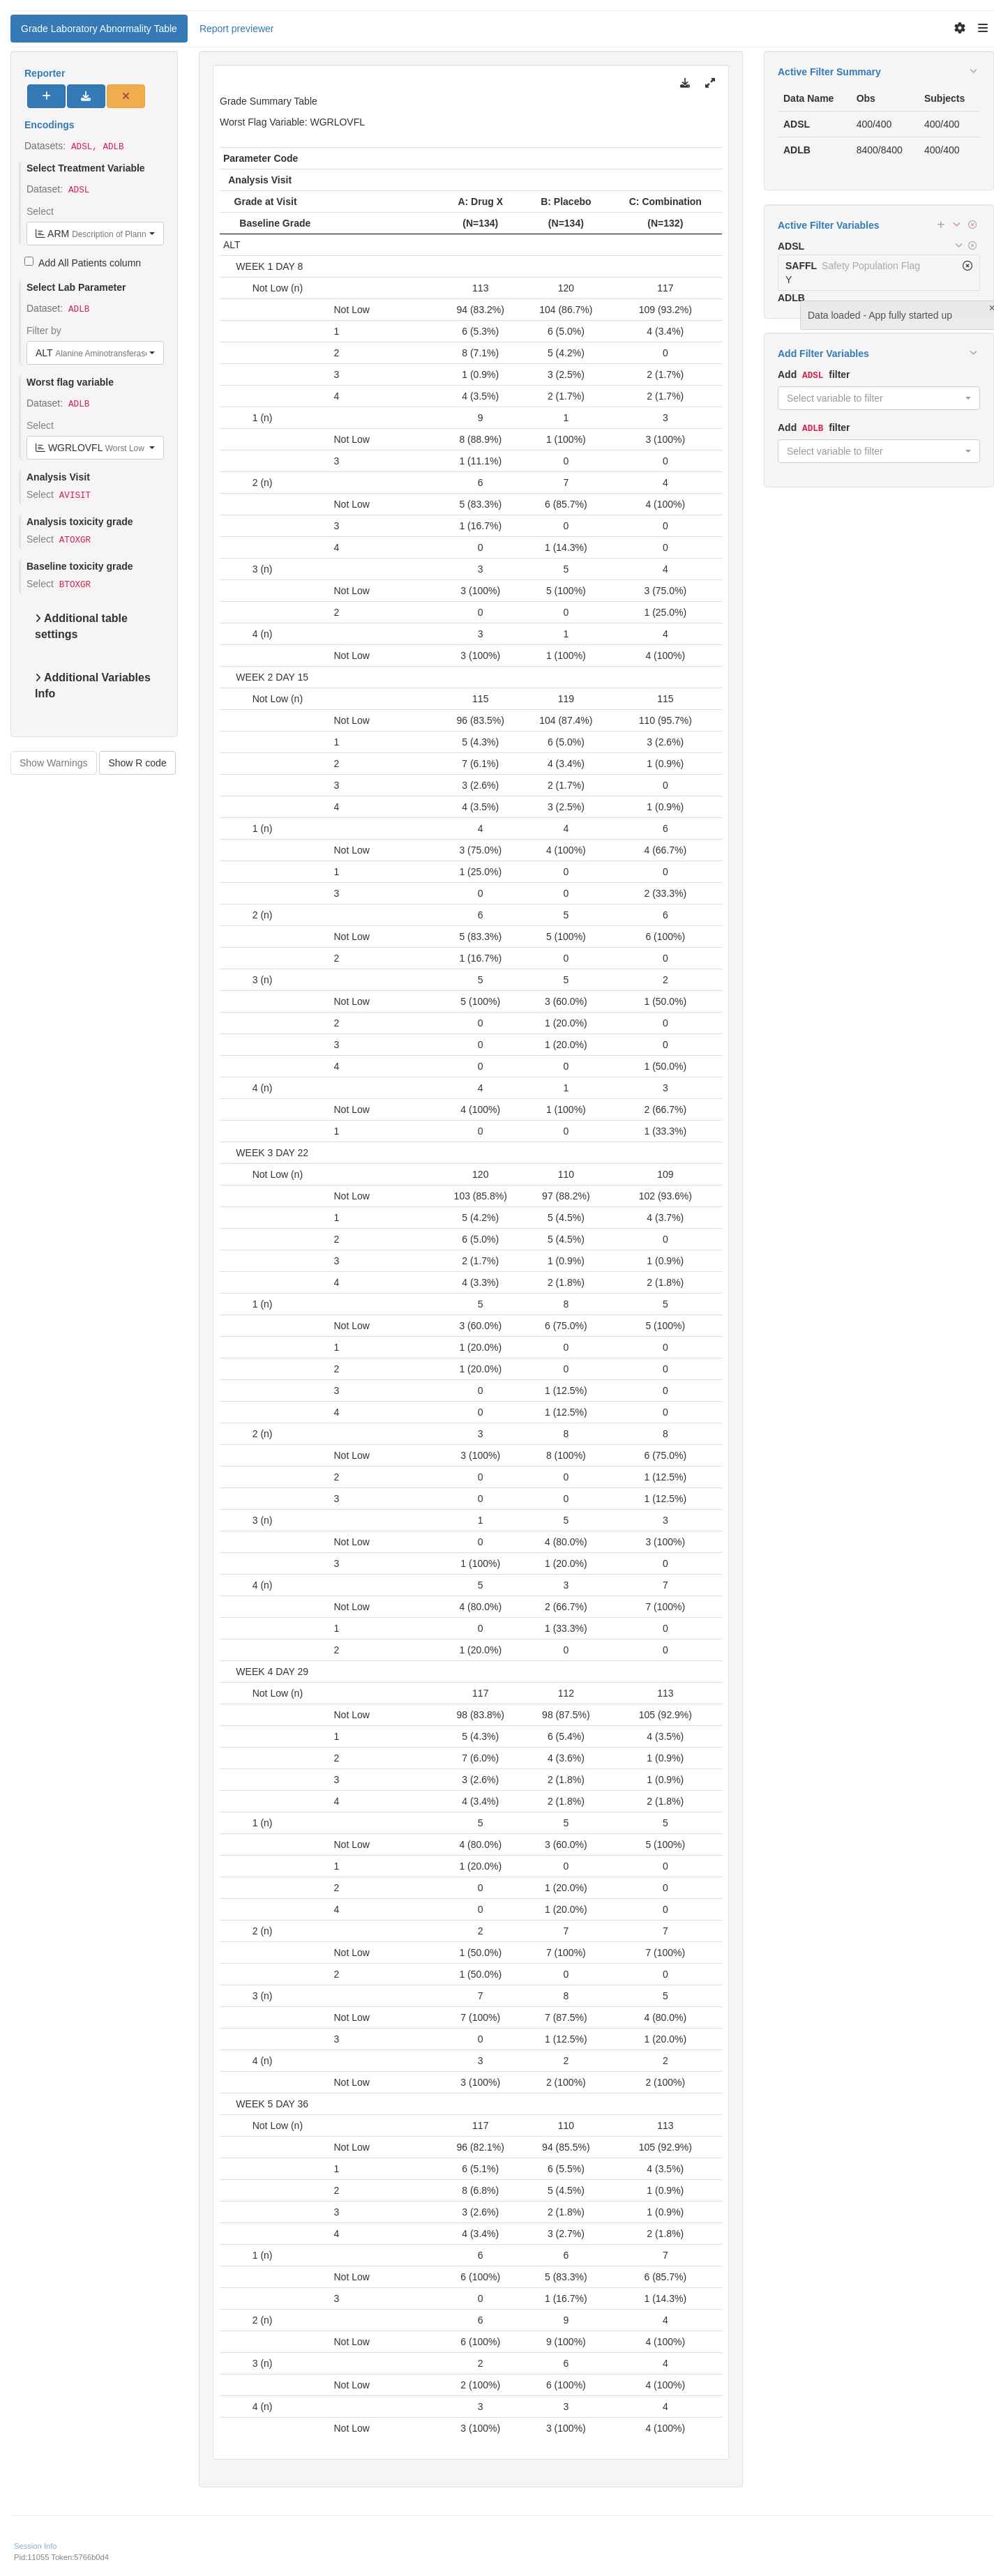 Grade Laboratory Abnormality Table Report previewer
Reporter
Encodings
Datasets: ADSL, ADLB
Select Treatment Variable
Dataset: ADSL
Select
ARM Description of Plann
Add All Patients column
Select Lab Parameter
Dataset: ADLB
Filter by
ALT Alanine Aminotransferase
Worst flag variable
Dataset: ADLB
Select
WGRLOVFL Worst Low
Analysis Visit
Select AVISIT
Analysis toxicity grade
Select ATOXGR
Baseline toxicity grade
Select BTOXGR
Additional table
settings
Additional Variables
Info
Show Warnings Show R code
Grade Summary Table
Worst Flag Variable: WGRLOVFL
Parameter Code
Analysis Visit
Grade at Visit A: Drug X B: Placebo C: Combination
Baseline Grade (N=134) (N=134) (N=132)
ALT
WEEK 1 DAY 8
Not Low (n) 113 120 117
Not Low 94 (83.2%) 104 (86.7%) 109 (93.2%)
1 6 (5.3%) 6 (5.0%) 4 (3.4%)
2 8 (7.1%) 5 (4.2%) 0
3 1 (0.9%) 3 (2.5%) 2 (1.7%)
4 4 (3.5%) 2 (1.7%) 2 (1.7%)
1 (n) 9 1 3
Not Low 8 (88.9%) 1 (100%) 3 (100%)
3 1 (11.1%) 0 0
2 (n) 6 7 4
Not Low 5 (83.3%) 6 (85.7%) 4 (100%)
3 1 (16.7%) 0 0
4 0 1 (14.3%) 0
3 (n) 3 5 4
Not Low 3 (100%) 5 (100%) 3 (75.0%)
2 0 0 1 (25.0%)
4 (n) 3 1 4
Not Low 3 (100%) 1 (100%) 4 (100%)
WEEK 2 DAY 15
Not Low (n) 115 119 115
Not Low 96 (83.5%) 104 (87.4%) 110 (95.7%)
1 5 (4.3%) 6 (5.0%) 3 (2.6%)
2 7 (6.1%) 4 (3.4%) 1 (0.9%)
3 3 (2.6%) 2 (1.7%) 0
4 4 (3.5%) 3 (2.5%) 1 (0.9%)
1 (n) 4 4 6
Not Low 3 (75.0%) 4 (100%) 4 (66.7%)
1 1 (25.0%) 0 0
3 0 0 2 (33.3%)
2 (n) 6 5 6
Not Low 5 (83.3%) 5 (100%) 6 (100%)
2 1 (16.7%) 0 0
3 (n) 5 5 2
Not Low 5 (100%) 3 (60.0%) 1 (50.0%)
2 0 1 (20.0%) 0
3 0 1 (20.0%) 0
4 0 0 1 (50.0%)
4 (n) 4 1 3
Not Low 4 (100%) 1 (100%) 2 (66.7%)
1 0 0 1 (33.3%)
WEEK 3 DAY 22
Not Low (n) 120 110 109
Not Low 103 (85.8%) 97 (88.2%) 102 (93.6%)
1 5 (4.2%) 5 (4.5%) 4 (3.7%)
2 6 (5.0%) 5 (4.5%) 0
3 2 (1.7%) 1 (0.9%) 1 (0.9%)
4 4 (3.3%) 2 (1.8%) 2 (1.8%)
1 (n) 5 8 5
Not Low 3 (60.0%) 6 (75.0%) 5 (100%)
1 1 (20.0%) 0 0
2 1 (20.0%) 0 0
3 0 1 (12.5%) 0
4 0 1 (12.5%) 0
2 (n) 3 8 8
Not Low 3 (100%) 8 (100%) 6 (75.0%)
2 0 0 1 (12.5%)
3 0 0 1 (12.5%)
3 (n) 1 5 3
Not Low 0 4 (80.0%) 3 (100%)
3 1 (100%) 1 (20.0%) 0
4 (n) 5 3 7
Not Low 4 (80.0%) 2 (66.7%) 7 (100%)
1 0 1 (33.3%) 0
2 1 (20.0%) 0 0
WEEK 4 DAY 29
Not Low (n) 117 112 113
Not Low 98 (83.8%) 98 (87.5%) 105 (92.9%)
1 5 (4.3%) 6 (5.4%) 4 (3.5%)
2 7 (6.0%) 4 (3.6%) 1 (0.9%)
3 3 (2.6%) 2 (1.8%) 1 (0.9%)
4 4 (3.4%) 2 (1.8%) 2 (1.8%)
1 (n) 5 5 5
Not Low 4 (80.0%) 3 (60.0%) 5 (100%)
1 1 (20.0%) 0 0
2 0 1 (20.0%) 0
4 0 1 (20.0%) 0
2 (n) 2 7 7
Not Low 1 (50.0%) 7 (100%) 7 (100%)
2 1 (50.0%) 0 0
3 (n) 7 8 5
Not Low 7 (100%) 7 (87.5%) 4 (80.0%)
3 0 1 (12.5%) 1 (20.0%)
4 (n) 3 2 2
Not Low 3 (100%) 2 (100%) 2 (100%)
WEEK 5 DAY 36
Not Low (n) 117 110 113
Not Low 96 (82.1%) 94 (85.5%) 105 (92.9%)
1 6 (5.1%) 6 (5.5%) 4 (3.5%)
2 8 (6.8%) 5 (4.5%) 1 (0.9%)
3 3 (2.6%) 2 (1.8%) 1 (0.9%)
4 4 (3.4%) 3 (2.7%) 2 (1.8%)
1 (n) 6 6 7
Not Low 6 (100%) 5 (83.3%) 6 (85.7%)
3 0 1 (16.7%) 1 (14.3%)
2 (n) 6 9 4
Not Low 6 (100%) 9 (100%) 4 (100%)
3 (n) 2 6 4
Not Low 2 (100%) 6 (100%) 4 (100%)
4 (n) 3 3 4
Not Low 3 (100%) 3 (100%) 4 (100%)
Active Filter Summary
Data Name Obs Subjects
ADSL 400/400 400/400
ADLB 8400/8400 400/400
Active Filter Variables
ADSL
SAFFL Safety Population Flag
Y
ADLB
Data loaded - App fully started up ×
Add Filter Variables
Add ADSL filter
Select variable to filter
Add ADLB filter
Select variable to filter
Session Info
Pid:11055 Token:5766b0d4